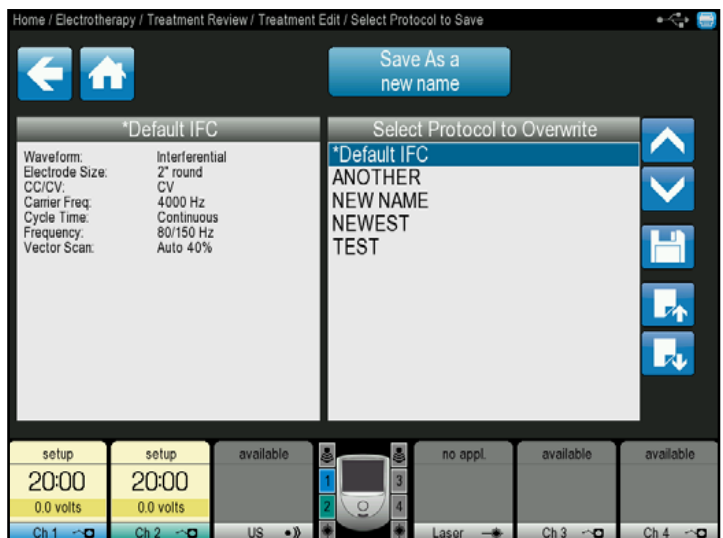 Home / Electrotherapy / Treatment Review / Treatment Edit / Select Protocol to Save
Save As a
new name
*Default IFC
Waveform: Interferential
Electrode Size: 2" round
CC/CV: CV
Carrier Freq: 4000 Hz
Cycle Time: Continuous
Frequency: 80/150 Hz
Vector Scan: Auto 40%
Select Protocol to Overwrite
*Default IFC
ANOTHER
NEW NAME
NEWEST
TEST
setup
20:00
0.0 volts
Ch 1
setup
20:00
0.0 volts
Ch 2
available
US
1
2
3
4
no appl.
Laser
available
Ch 3
available
Ch 4